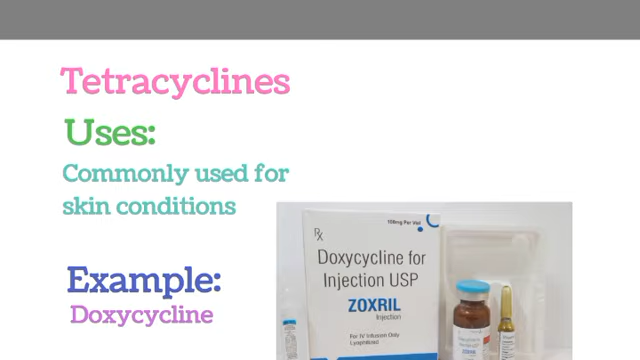 Tetracyclines
Uses:
Commonly used for
skin conditions
Example:
Doxycycline
100mg Per Vial
Rx
Doxycycline for
Injection USP
ZOXRIL
Injection
For IV Infusion Only
Lyophilized